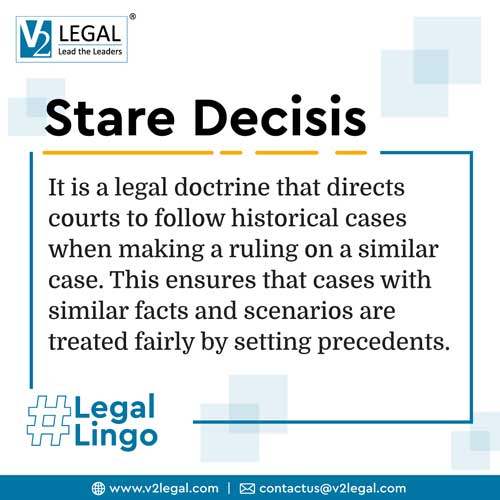 V2
LEGAL®
Lead the Leaders
Stare Decisis
It is a legal doctrine that directs
courts to follow historical cases
when making a ruling on a similar
case. This ensures that cases with
similar facts and scenarios are
treated fairly by setting precedents.
#Legal
Lingo
www.v2legal.com | contactus@v2legal.com